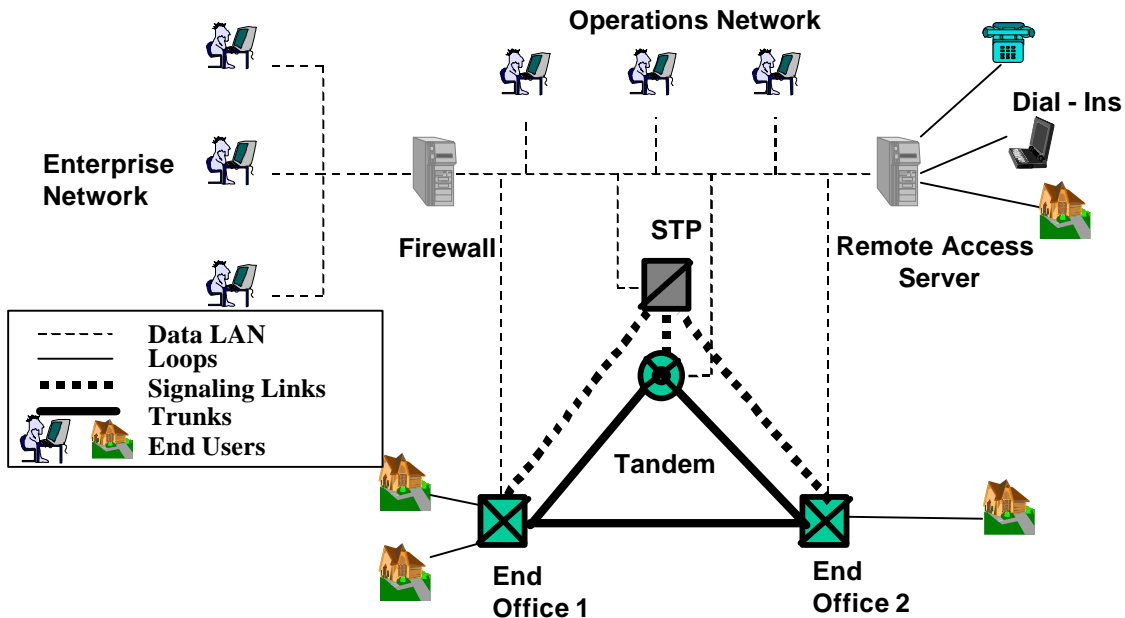 Operations Network
Dial - Ins
Enterprise
Network
Firewall
STP
Remote Access
Server
Data LAN
Loops
Signaling Links
Trunks
End Users
Tandem
End
Office 1
End
Office 2